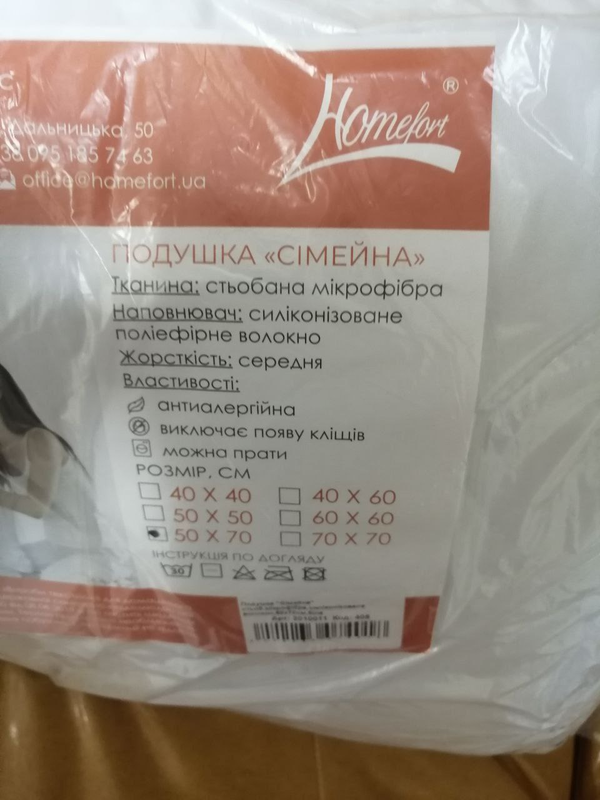 Homefort ®
дальницька, 50
38 095 185 74 63
office@homefort.ua
ПОДУШКА «СІМЕЙНА»
Тканина: стьобана мікрофібра
Наповнювач: силіконізоване
поліефірне волокно
Жорсткість: середня
Властивості:
антиалергійна
виключає появу кліщів
можна прати
РОЗМІР, СМ
40 X 40 40 X 60
50 X 50 60 X 60
50 X 70 70 X 70
ІНСТРУКЦІЯ ПО ДОГЛЯДУ
30